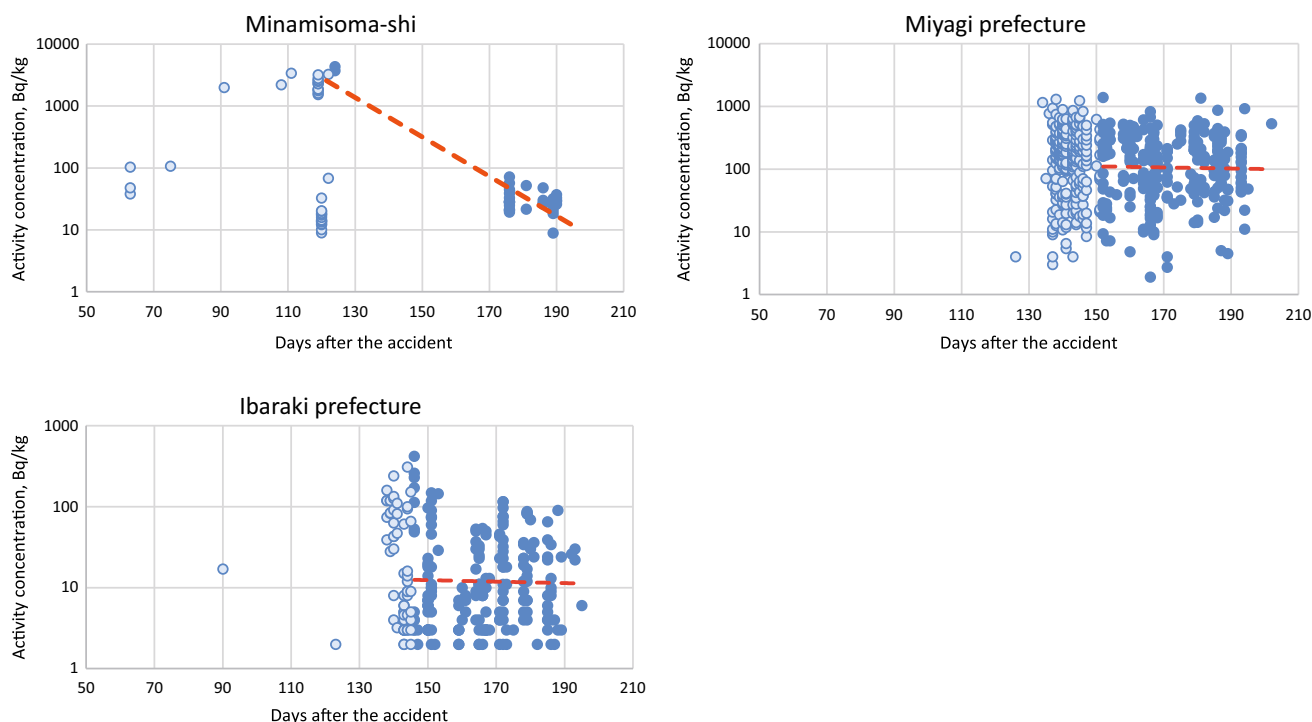 Minamisoma-shi
Activity concentration, Bq/kg
10000
1000
100
10
1
50 70 90 110 130 150 170 190 210
Days after the accident
Miyagi prefecture
Activity concentration, Bq/kg
10000
1000
100
10
1
50 70 90 110 130 150 170 190 210
Days after the accident
Ibaraki prefecture
Activity concentration, Bq/kg
1000
100
10
1
50 70 90 110 130 150 170 190 210
Days after the accident